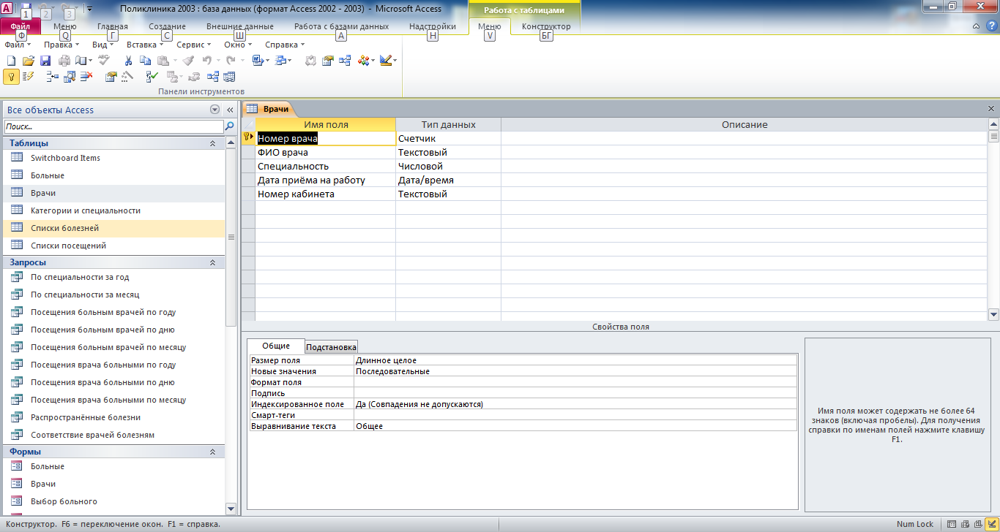 Поликлиника 2003 : база данных (формат Access 2002 - 2003) - Microsoft Access
Работа с таблицами
1 2 3
Файл Меню Главная Создание Внешние данные Работа с базами данных Надстройки Меню Конструктор
Ф Q Г С Ш А Н V БГ
Файл Правка Вид Вставка Сервис Окно Справка
Панели инструментов
Все объекты Access
Поиск...
Таблицы
Switchboard Items
Больные
Врачи
Категории и специальности
Списки болезней
Списки посещений
Запросы
По специальности за год
По специальности за месяц
Посещения больным врачей по году
Посещения больным врачей по дню
Посещения больным врачей по месяцу
Посещения врача больными по году
Посещения врача больными по дню
Посещения врача больными по месяцу
Распространённые болезни
Соответствие врачей болезням
Формы
Больные
Врачи
Выбор больного
Врачи
Имя поля Тип данных Описание
Номер врача Счетчик
ФИО врача Текстовый
Специальность Числовой
Дата приёма на работу Дата/время
Номер кабинета Текстовый
Свойства поля
Общие Подстановка
Размер поля Длинное целое
Новые значения Последовательные
Формат поля
Подпись
Индексированное поле Да (Совпадения не допускаются)
Смарт-теги
Выравнивание текста Общее
Имя поля может содержать не более 64
знаков (включая пробелы). Для получения
справки по именам полей нажмите клавишу
F1.
Конструктор. F6 = переключение окон. F1 = справка.
Num Lock